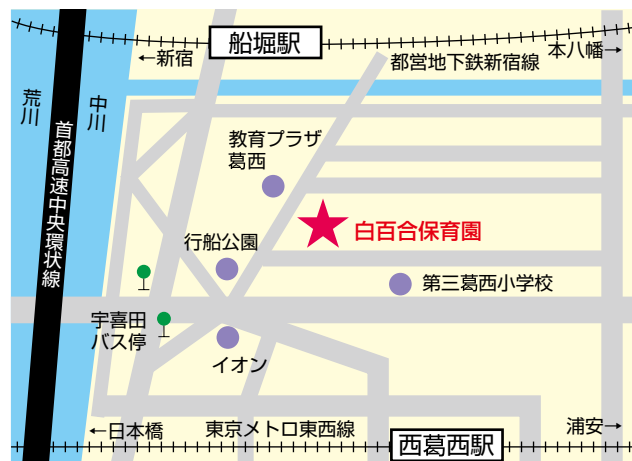 船堀駅
←新宿
都営地下鉄新宿線
本八幡→
荒川
中川
首都高速中央環状線
教育プラザ
葛西
白百合保育園
行船公園
第三葛西小学校
宇喜田
バス停
イオン
←日本橋
東京メトロ東西線
西葛西駅
浦安→